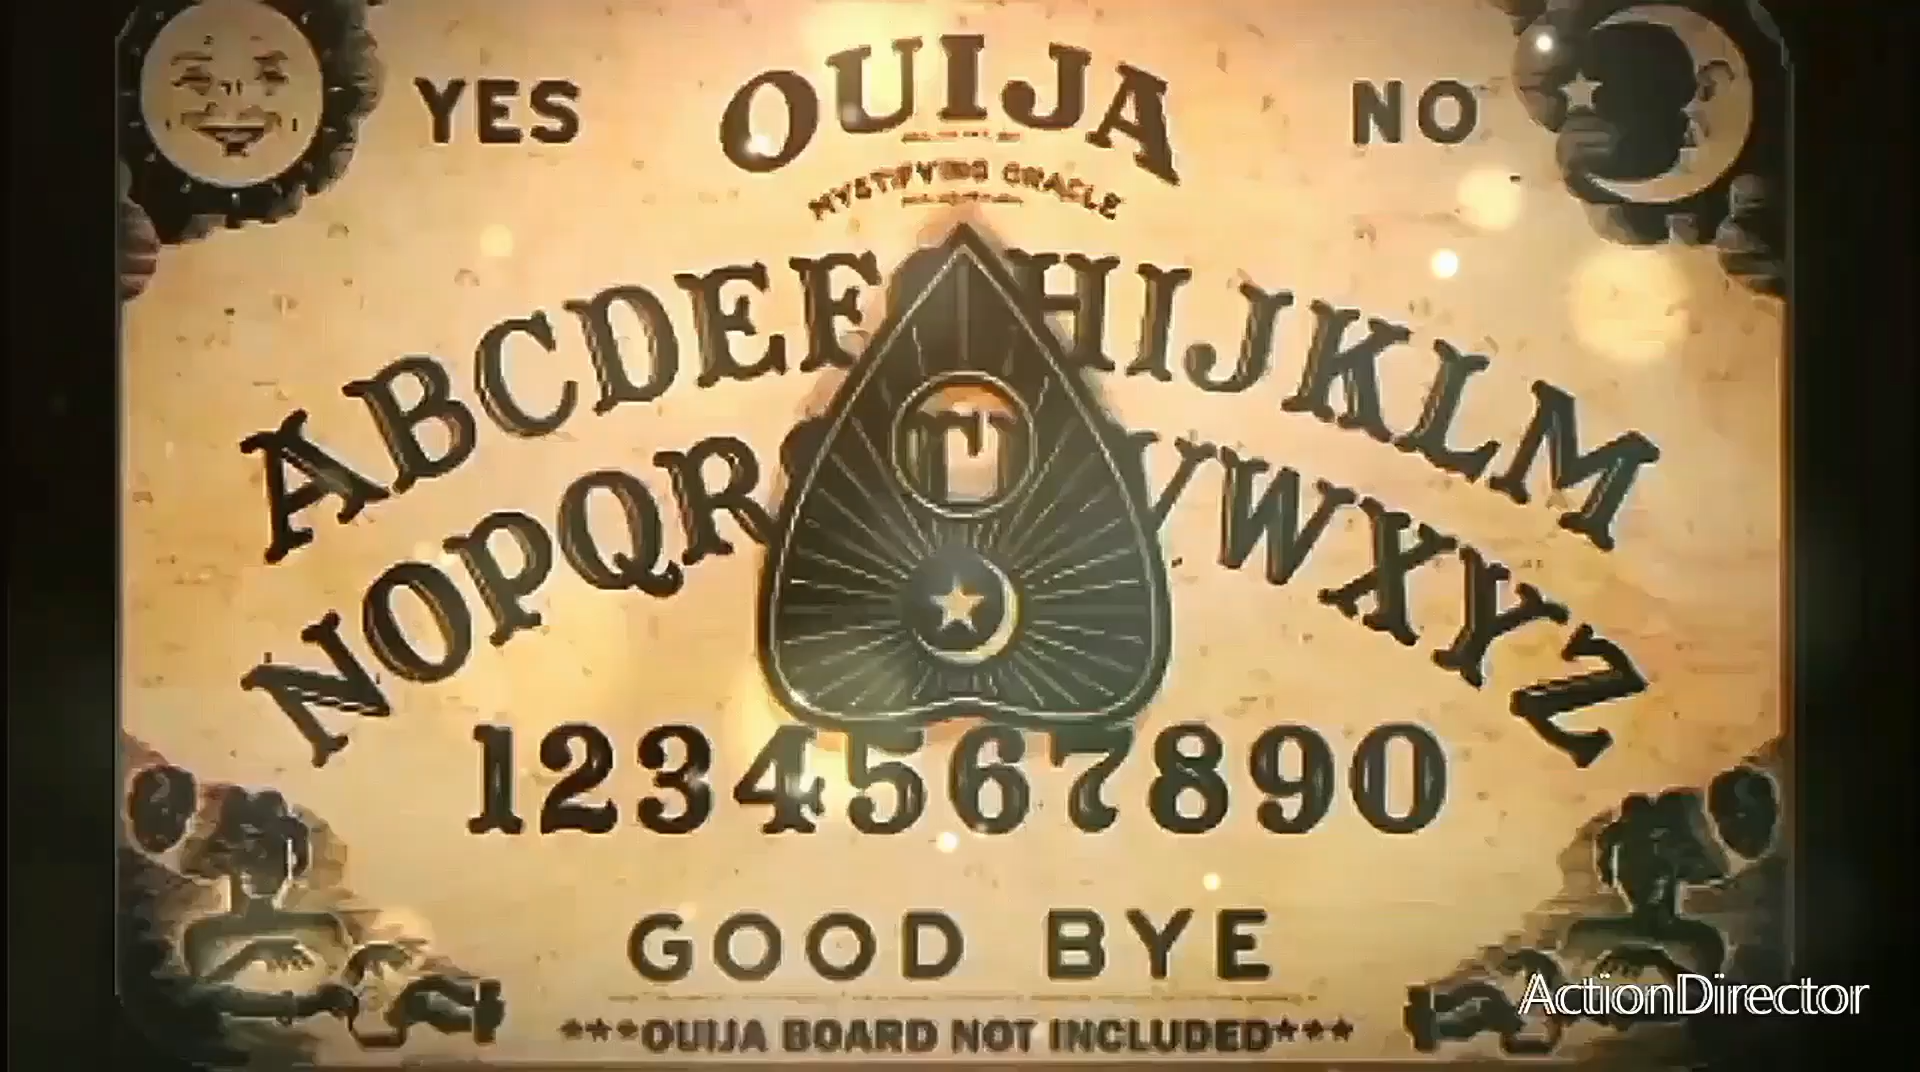 YES OUIJA NO
MYSTIFYING ORACLE
ABCDEF HIJKLM
NOPQR T VWXYZ
1234567890
GOOD BYE
***OUIJA BOARD NOT INCLUDED***
ActionDirector